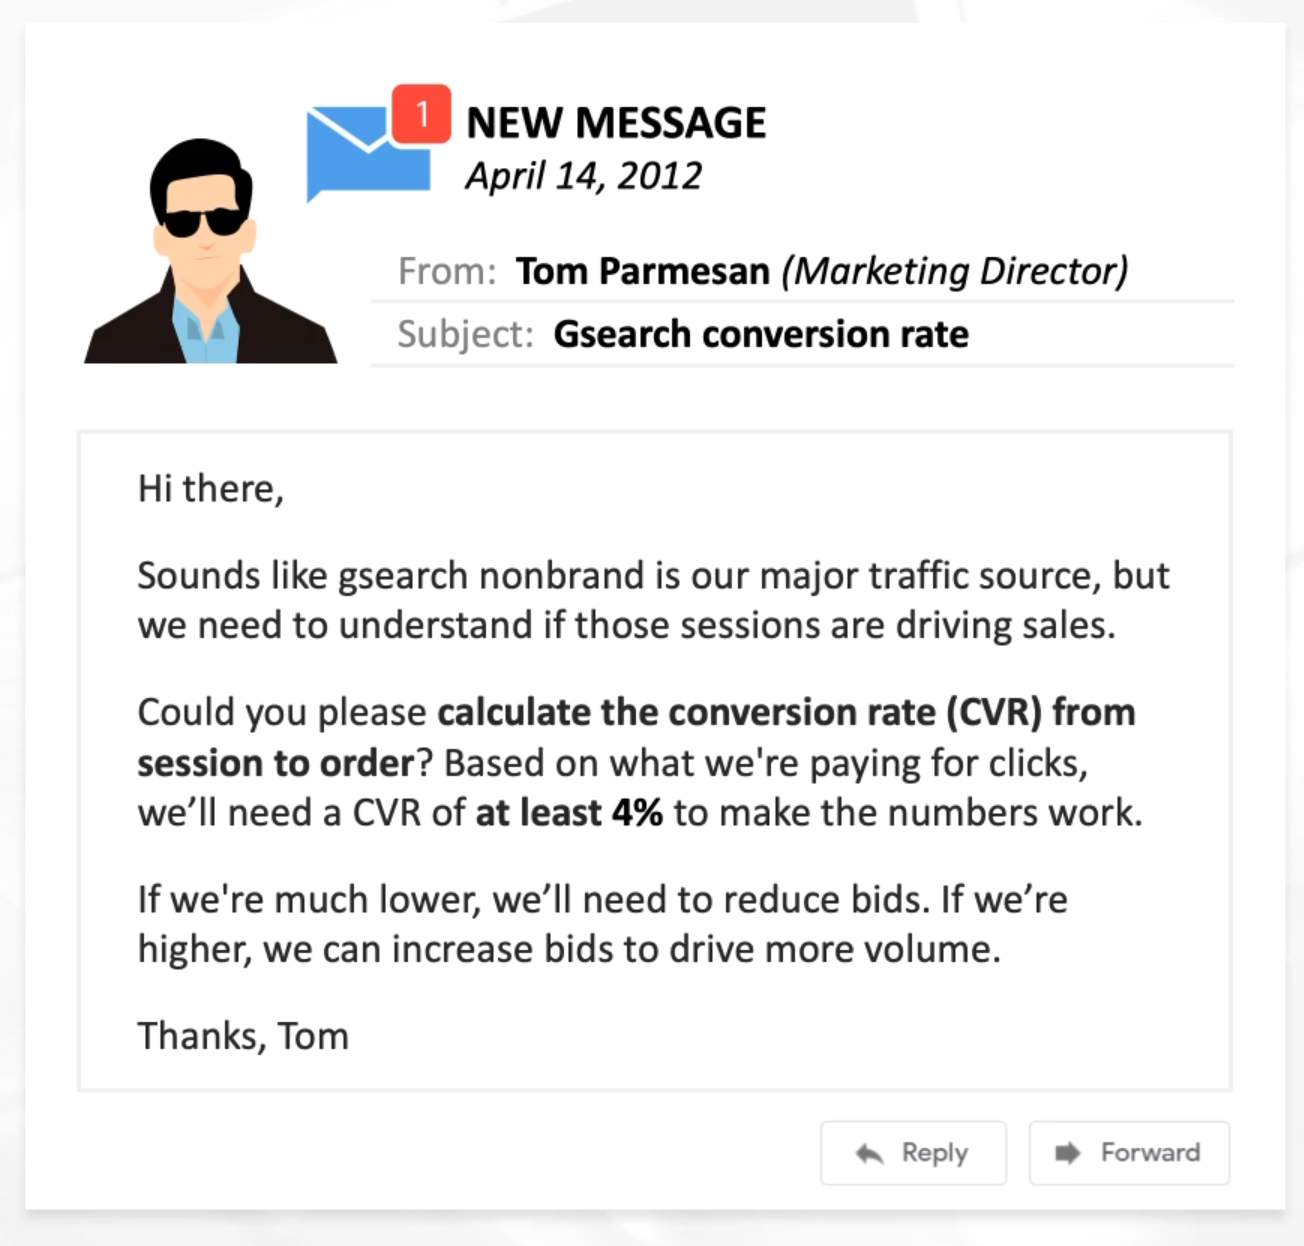 1
NEW MESSAGE
April 14, 2012
From: Tom Parmesan (Marketing Director)
Subject: Gsearch conversion rate
Hi there,
Sounds like gsearch nonbrand is our major traffic source, but
we need to understand if those sessions are driving sales.
Could you please calculate the conversion rate (CVR) from
session to order? Based on what we're paying for clicks,
we’ll need a CVR of at least 4% to make the numbers work.
If we're much lower, we’ll need to reduce bids. If we’re
higher, we can increase bids to drive more volume.
Thanks, Tom
Reply
Forward